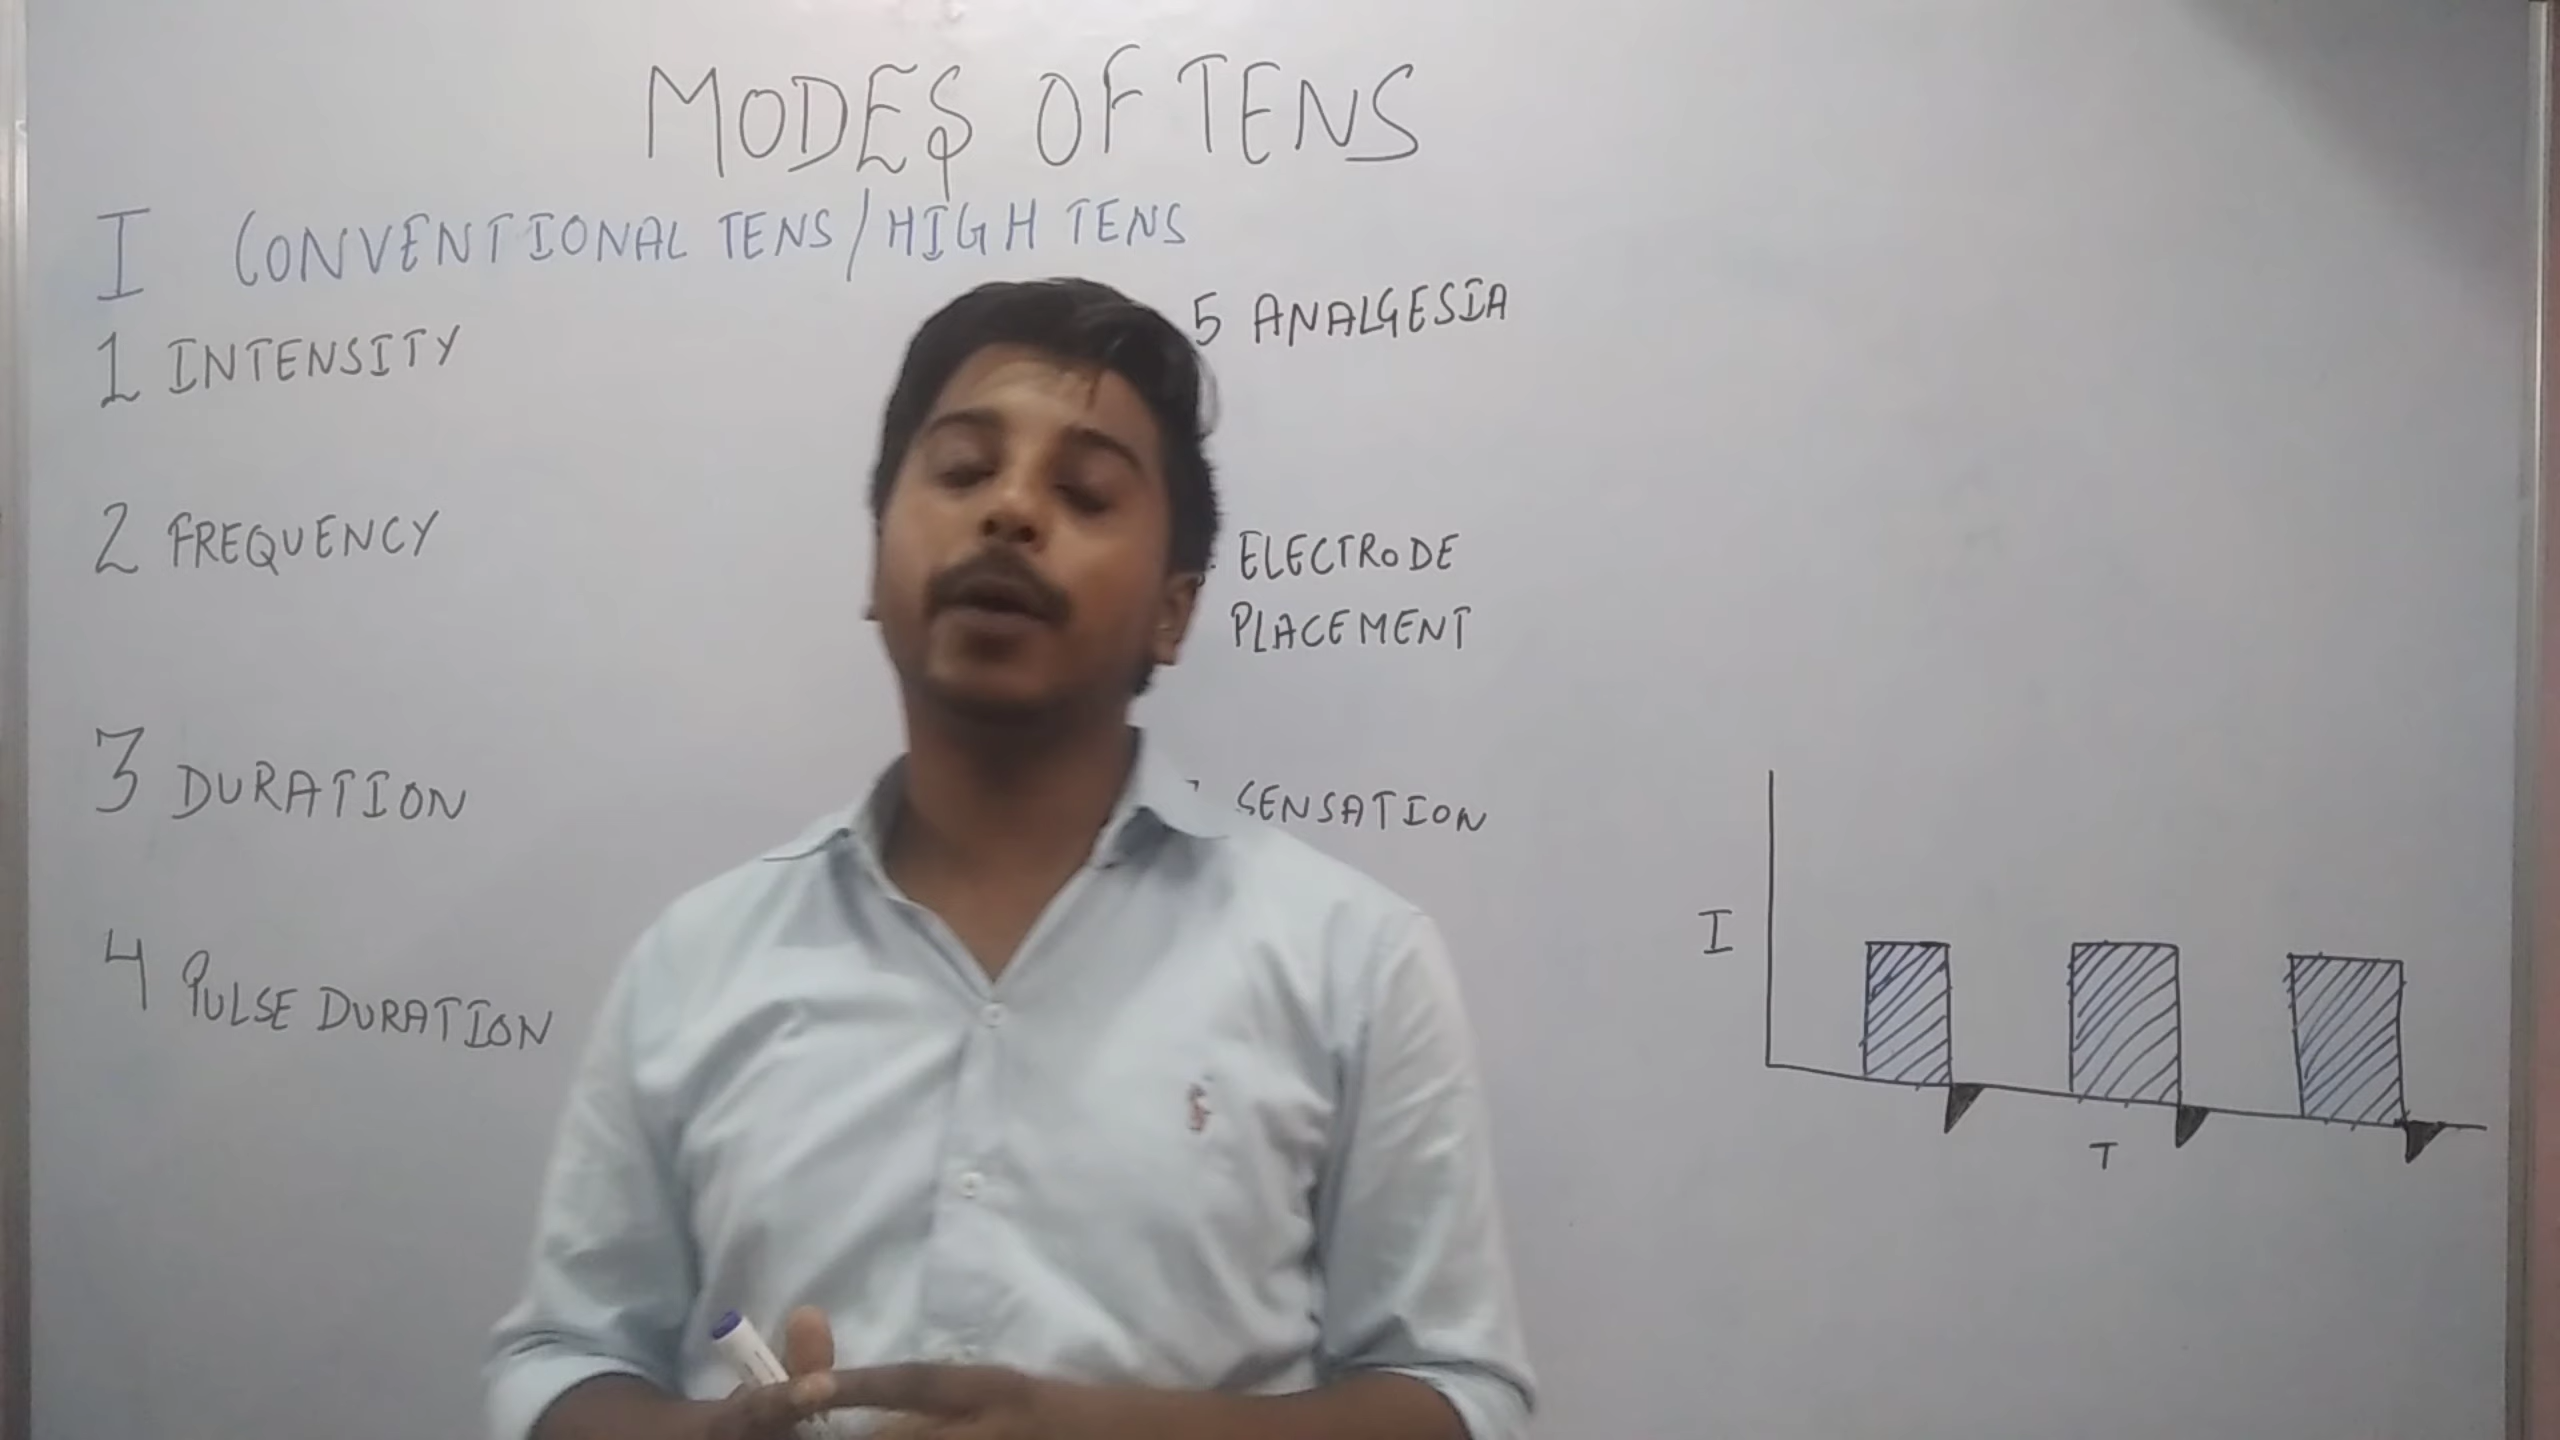 MODES OF TENS
I CONVENTIONAL TENS/HIGH TENS
1 INTENSITY
2 FREQUENCY
3 DURATION
4 PULSE DURATION
5 ANALGESIA
ELECTRODE
PLACEMENT
SENSATION
I
T